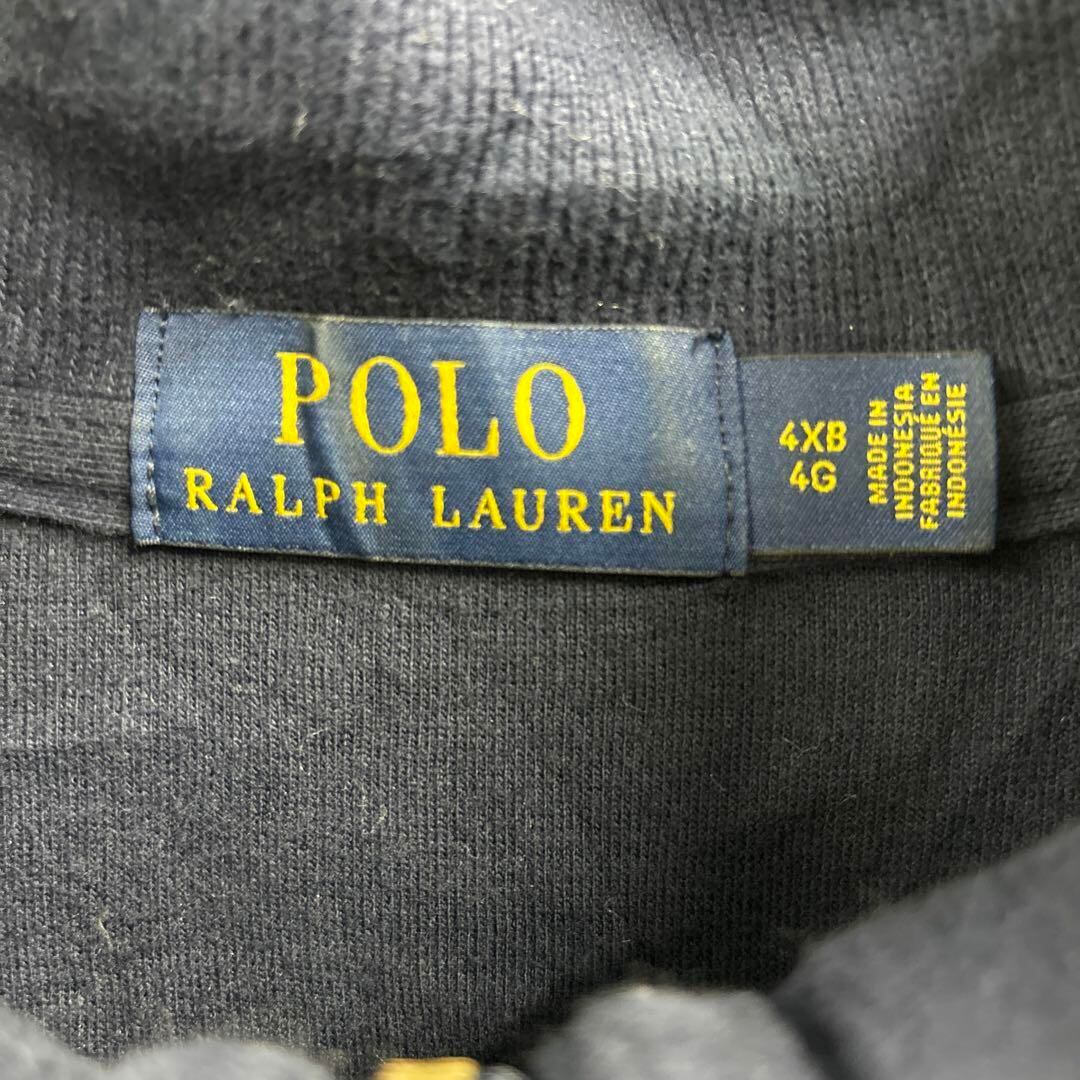 POLO
RALPH LAUREN
4XB
4G
MADE IN
INDONESIA
FABRIQUÉ EN
INDONÉSIE